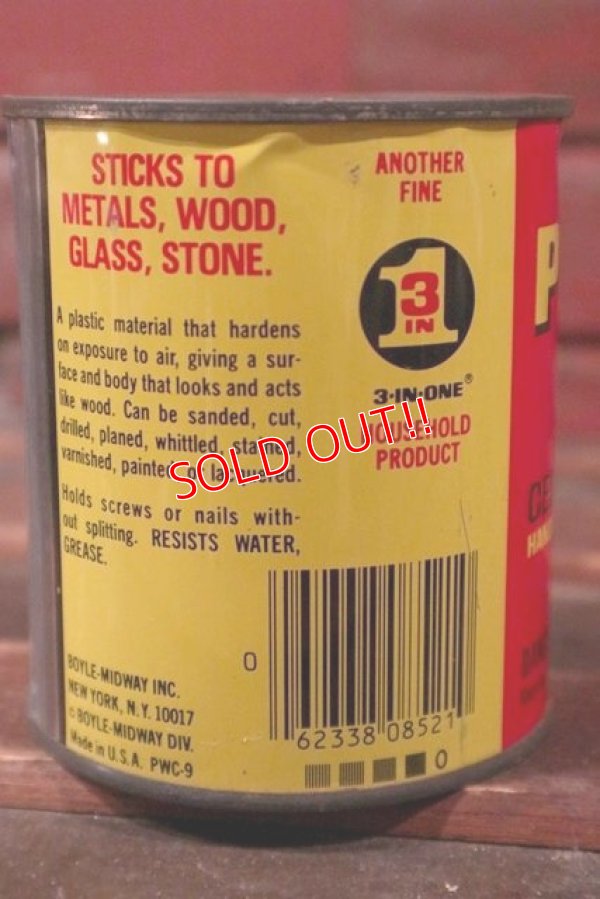 STICKS TO
METALS, WOOD,
GLASS, STONE.
A plastic material that hardens
on exposure to air, giving a sur-
face and body that looks and acts
like wood. Can be sanded, cut,
drilled, planed, whittled, stained,
varnished, painted or lacquered.
Holds screws or nails with-
out splitting. RESISTS WATER,
GREASE.
BOYLE-MIDWAY INC.
NEW YORK, N.Y. 10017
© BOYLE-MIDWAY DIV.
Made in U.S.A. PWC-9
ANOTHER
FINE
1
3
IN
3-IN-ONE®
HOUSEHOLD
PRODUCT
SOLD OUT!!
0
62338 08521
0
P